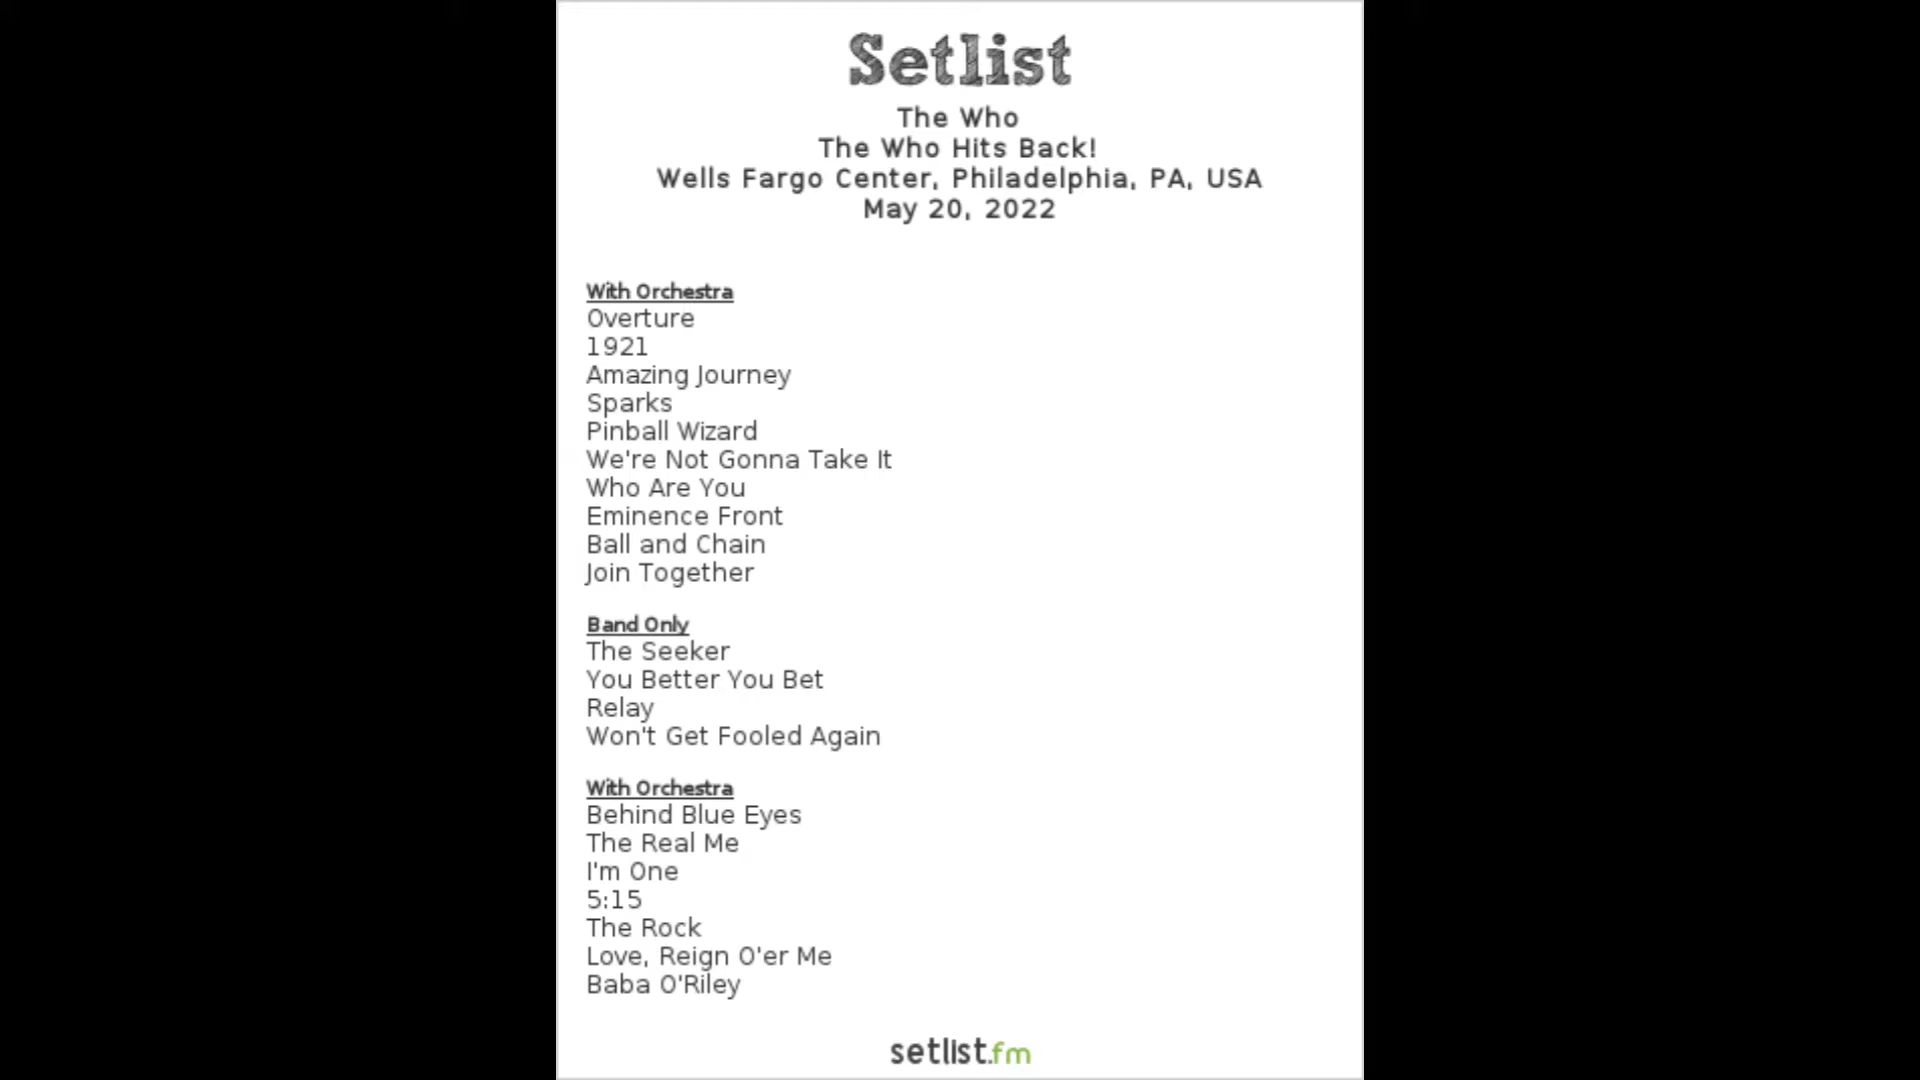 Setlist
The Who
The Who Hits Back!
Wells Fargo Center, Philadelphia, PA, USA
May 20, 2022
With Orchestra
Overture
1921
Amazing Journey
Sparks
Pinball Wizard
We're Not Gonna Take It
Who Are You
Eminence Front
Ball and Chain
Join Together
Band Only
The Seeker
You Better You Bet
Relay
Won't Get Fooled Again
With Orchestra
Behind Blue Eyes
The Real Me
I'm One
5:15
The Rock
Love, Reign O'er Me
Baba O'Riley
setlist.fm